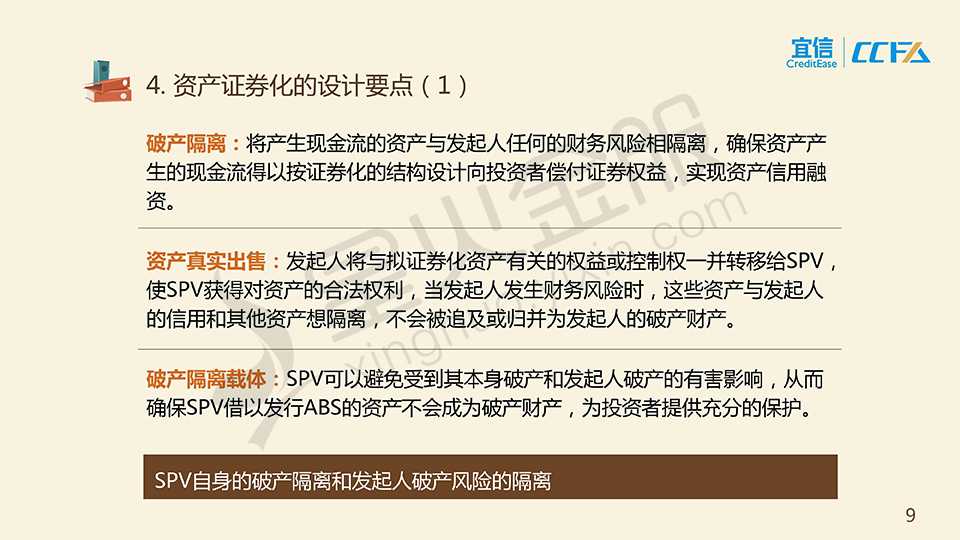 宜信
CreditEase
CCFA
4. 资产证券化的设计要点（1）
破产隔离：将产生现金流的资产与发起人任何的财务风险相隔离，确保资产产
生的现金流得以按证券化的结构设计向投资者偿付证券权益，实现资产信用融
资。
资产真实出售：发起人将与拟证券化资产有关的权益或控制权一并转移给SPV，
使SPV获得对资产的合法权利，当发起人发生财务风险时，这些资产与发起人
的信用和其他资产想隔离，不会被追及或归并为发起人的破产财产。
破产隔离载体：SPV可以避免受到其本身破产和发起人破产的有害影响，从而
确保SPV借以发行ABS的资产不会成为破产财产，为投资者提供充分的保护。
SPV自身的破产隔离和发起人破产风险的隔离
9
星火金服